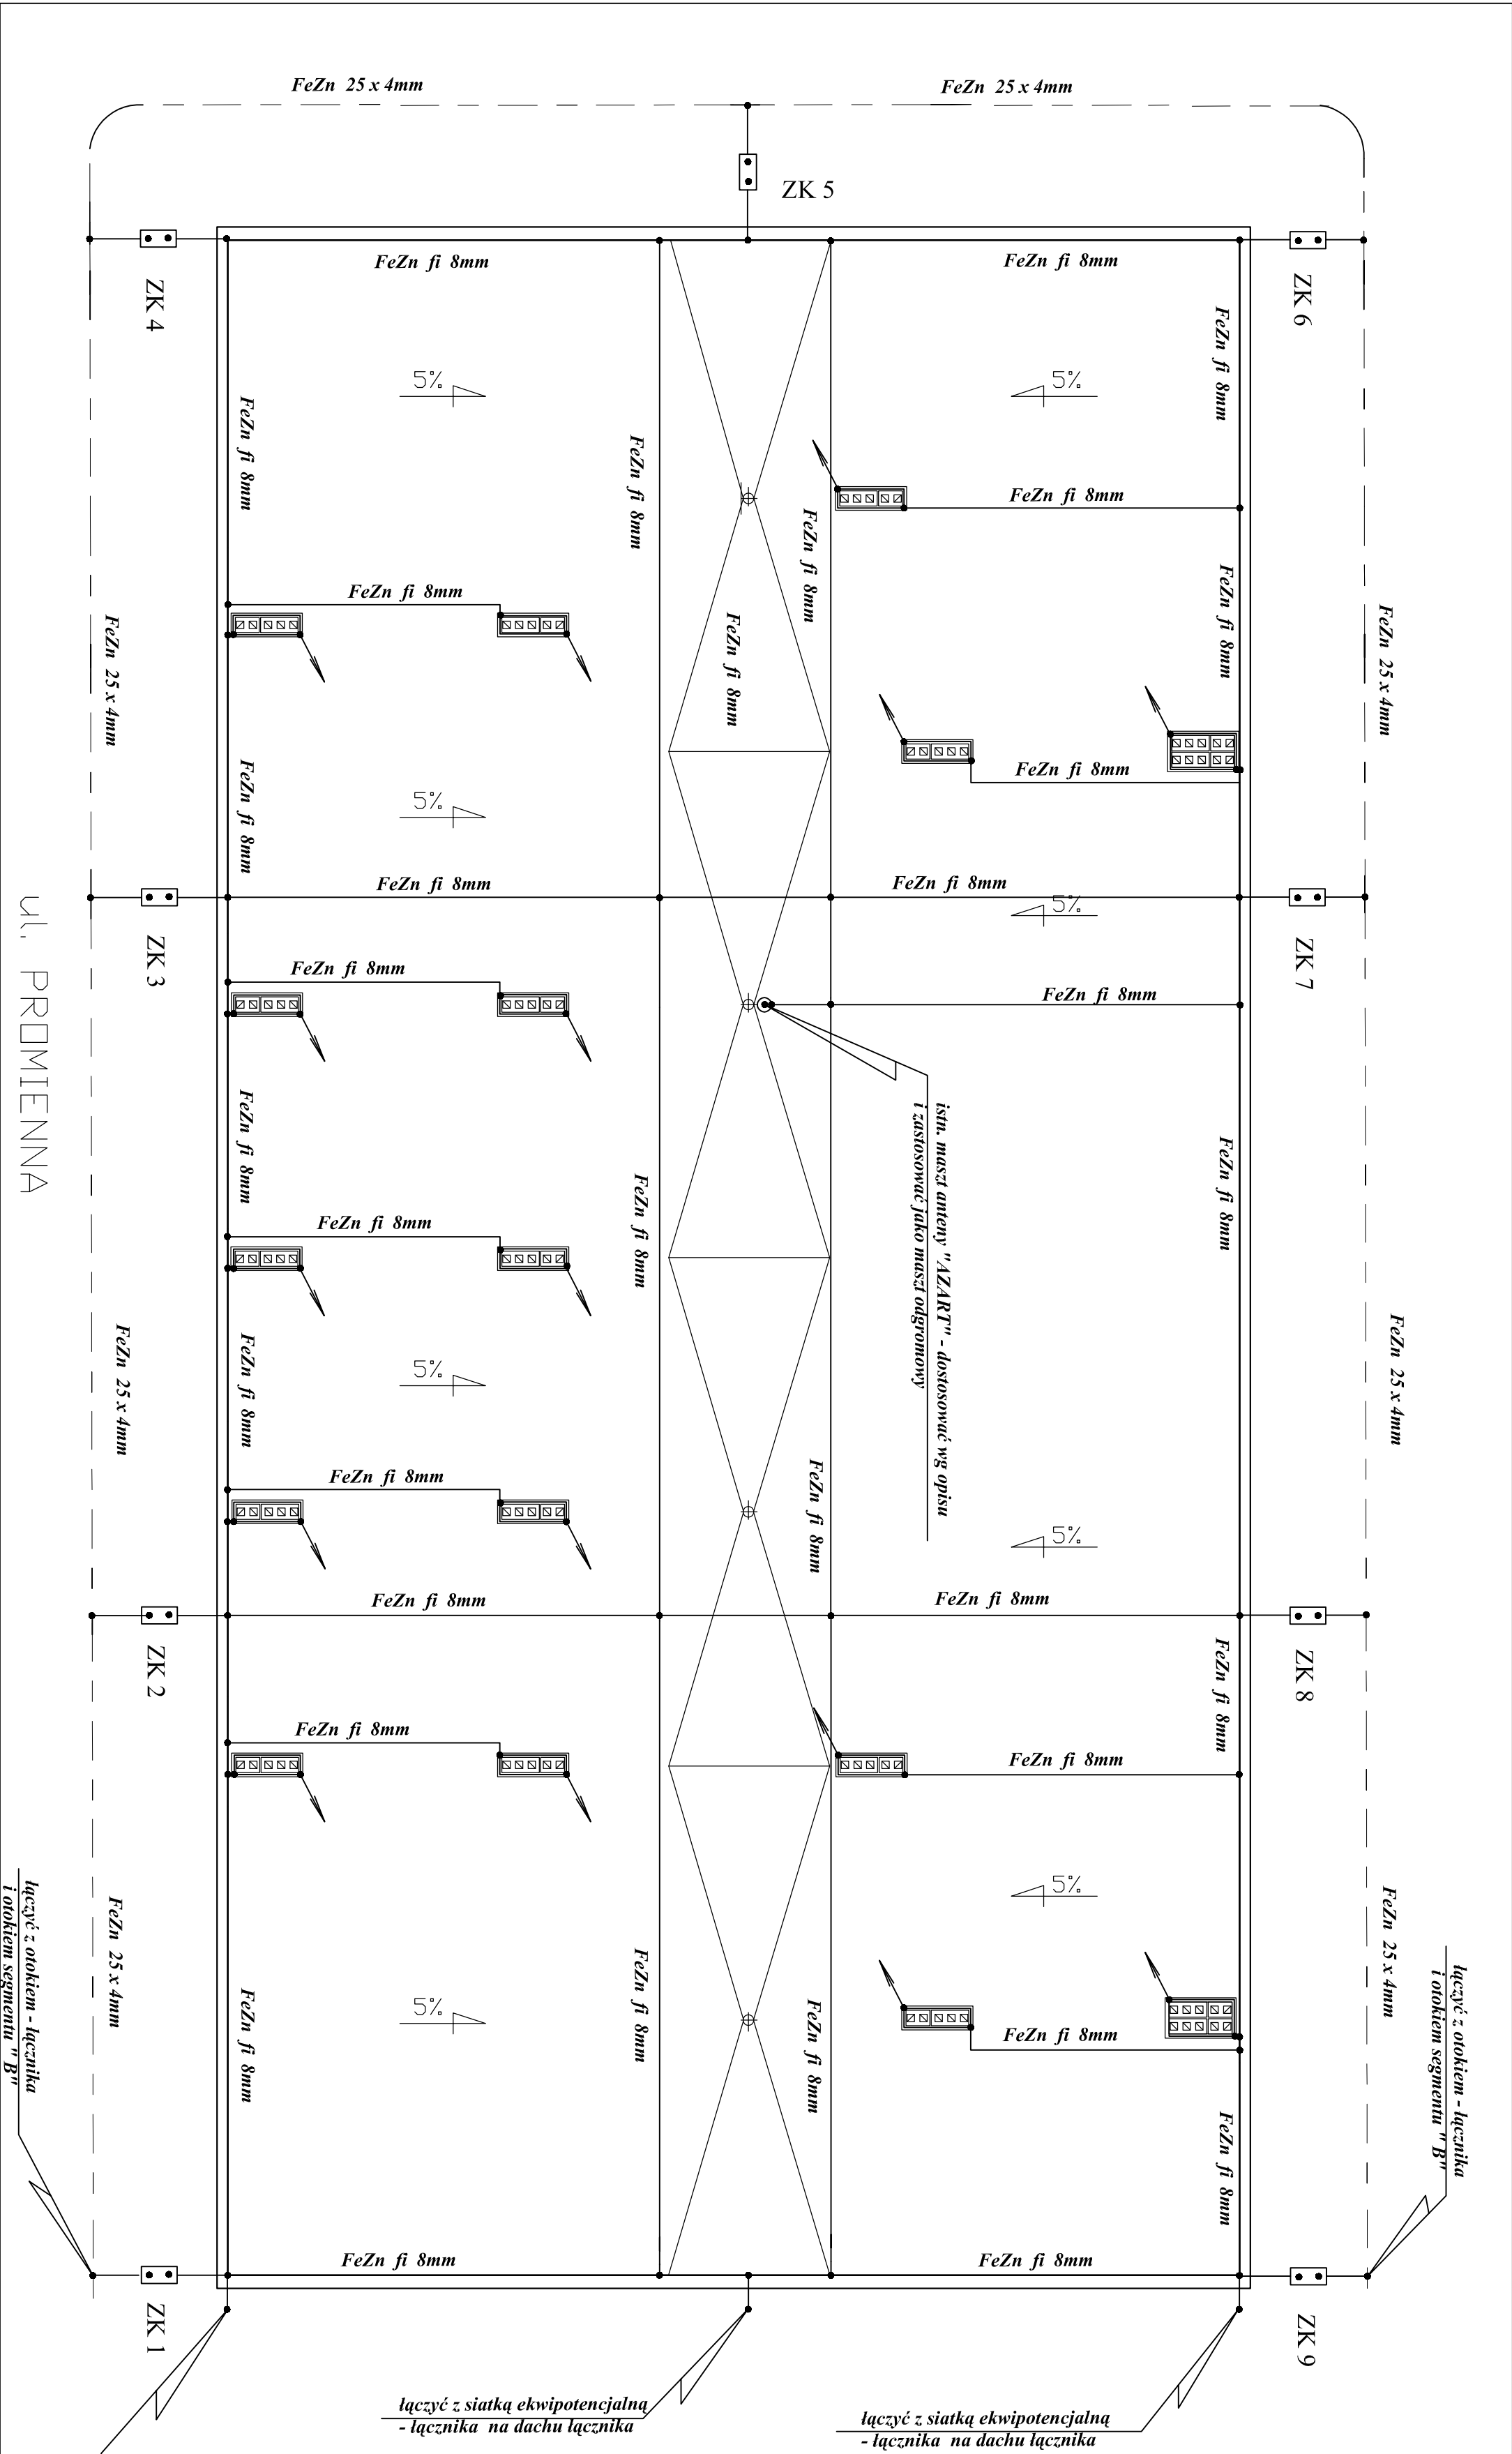 FeZn 25 x 4mm
FeZn 25 x 4mm
ZK 5
ZK 4
ZK 6
FeZn fi 8mm
FeZn fi 8mm
FeZn fi 8mm
5%
5%
FeZn fi 8mm
FeZn fi 8mm
FeZn fi 8mm
FeZn fi 8mm
FeZn fi 8mm
FeZn fi 8mm
FeZn fi 8mm
FeZn fi 8mm
FeZn 25 x 4mm
FeZn 25 x 4mm
FeZn fi 8mm
FeZn fi 8mm
5%
FeZn fi 8mm
FeZn fi 8mm
5%
ul. PROMIENNA
ZK 3
ZK 7
FeZn fi 8mm
FeZn fi 8mm
istn. maszt anteny "AZART" - dostosować wg opisu
i zastosować jako maszt odgromowy
FeZn fi 8mm
FeZn fi 8mm
FeZn fi 8mm
FeZn fi 8mm
FeZn 25 x 4mm
FeZn 25 x 4mm
FeZn fi 8mm
5%
FeZn fi 8mm
FeZn fi 8mm
5%
FeZn fi 8mm
FeZn fi 8mm
ZK 2
ZK 8
FeZn fi 8mm
FeZn fi 8mm
FeZn fi 8mm
5%
FeZn 25 x 4mm
FeZn 25 x 4mm
łączyć z otokiem - łącznika
i otokiem segmentu "B"
łączyć z otokiem - łącznika
i otokiem segmentu "B"
FeZn fi 8mm
5%
FeZn fi 8mm
FeZn fi 8mm
FeZn fi 8mm
FeZn fi 8mm
FeZn fi 8mm
FeZn fi 8mm
ZK 1
ZK 9
łączyć z siatką ekwipotencjalną
- łącznika na dachu łącznika
łączyć z siatką ekwipotencjalną
- łącznika na dachu łącznika